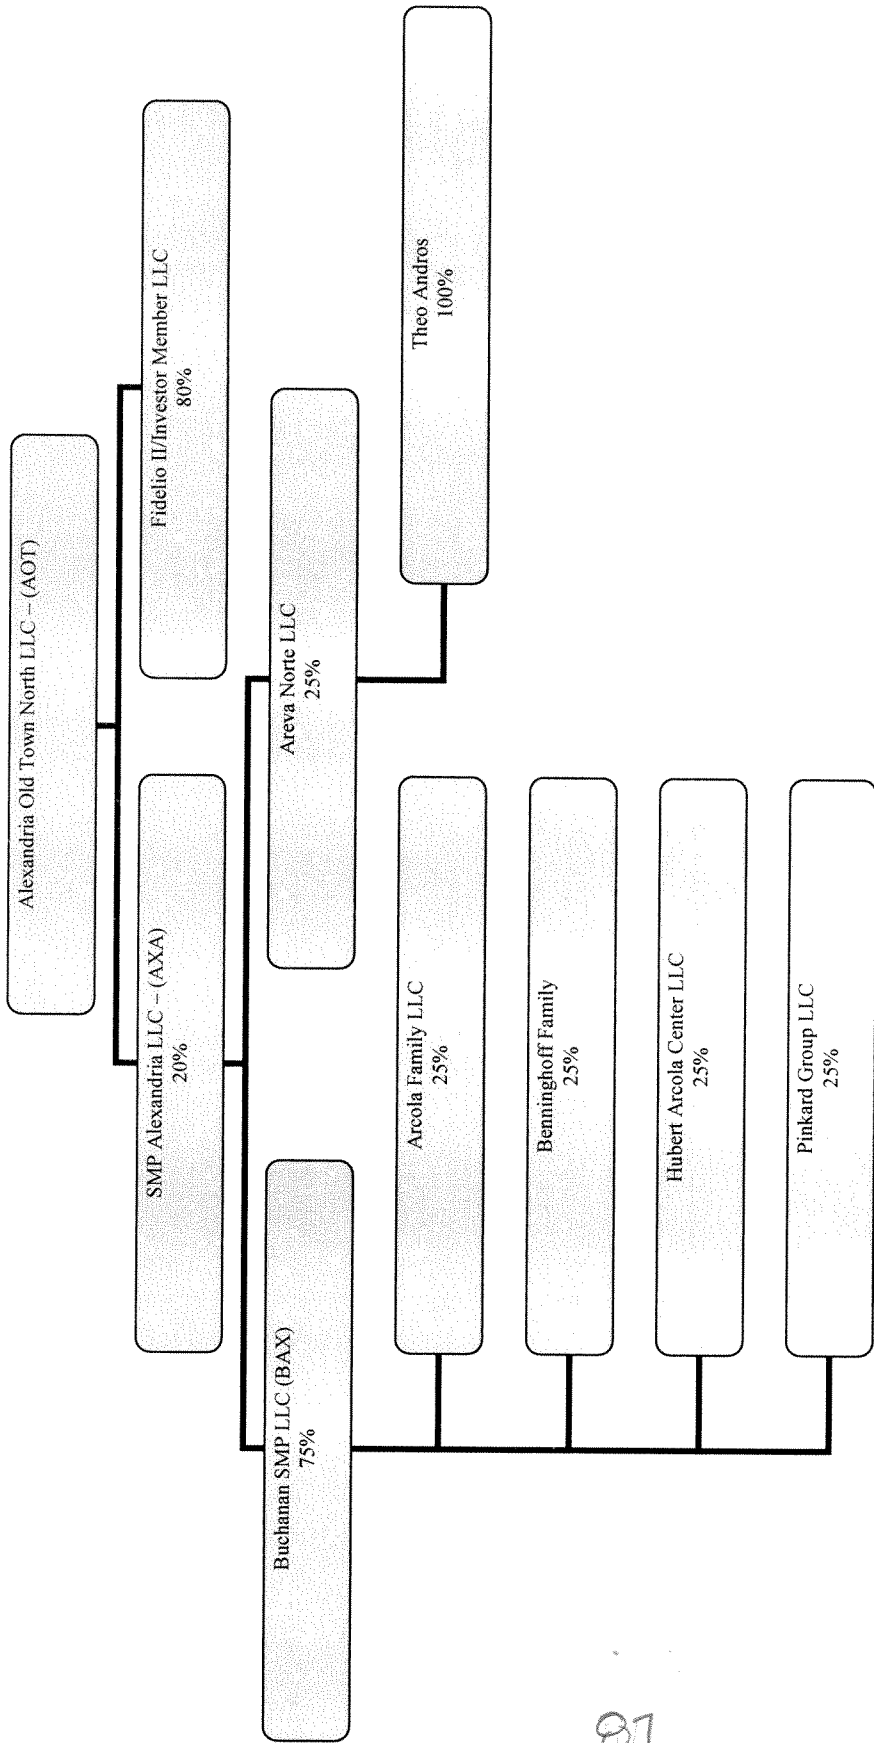 Alexandria Old Town North LLC – (AOT)
SMP Alexandria LLC – (AXA)
20%
Fidelio II/Investor Member LLC
80%
Buchanan SMP LLC (BAX)
75%
Areva Norte LLC
25%
Arcola Family LLC
25%
Theo Andros
100%
Benninghoff Family
25%
Hubert Arcola Center LLC
25%
Pinkard Group LLC
25%